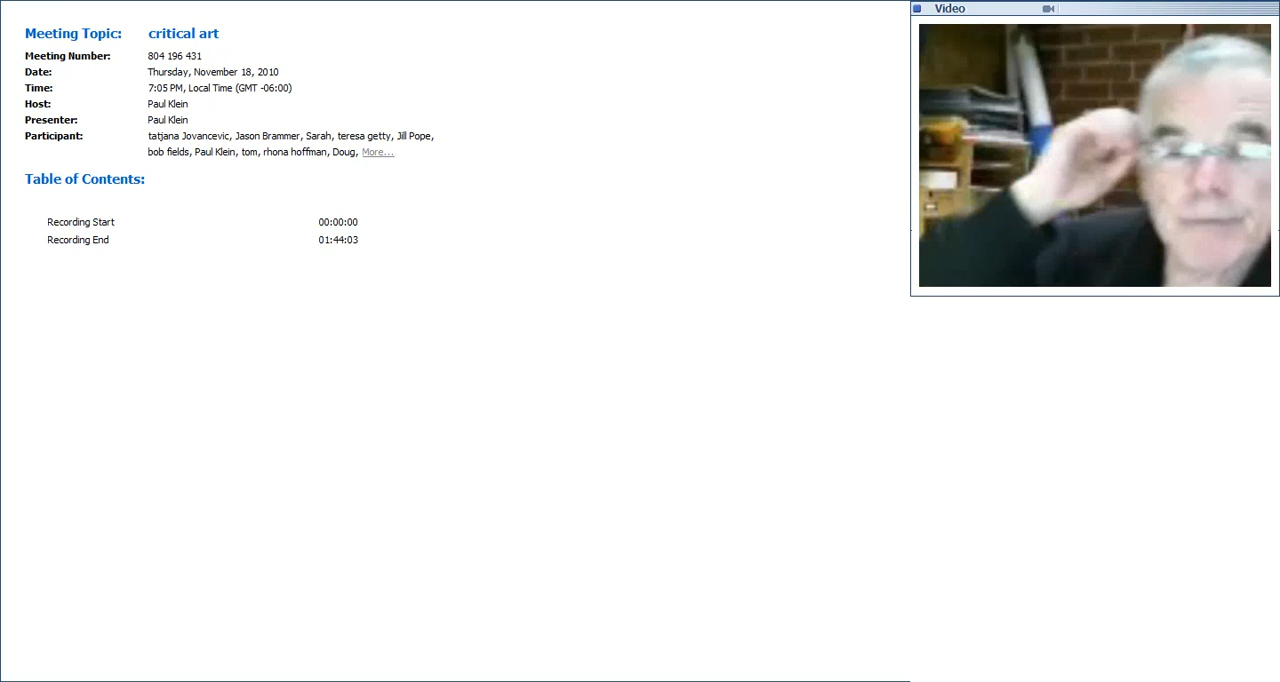 Meeting Topic: critical art
Meeting Number: 804 196 431
Date: Thursday, November 18, 2010
Time: 7:05 PM, Local Time (GMT -06:00)
Host: Paul Klein
Presenter: Paul Klein
Participant: tatjana Jovancevic, Jason Brammer, Sarah, teresa getty, Jill Pope,
bob fields, Paul Klein, tom, rhona hoffman, Doug, More...
Table of Contents:
Recording Start 00:00:00
Recording End 01:44:03
Video